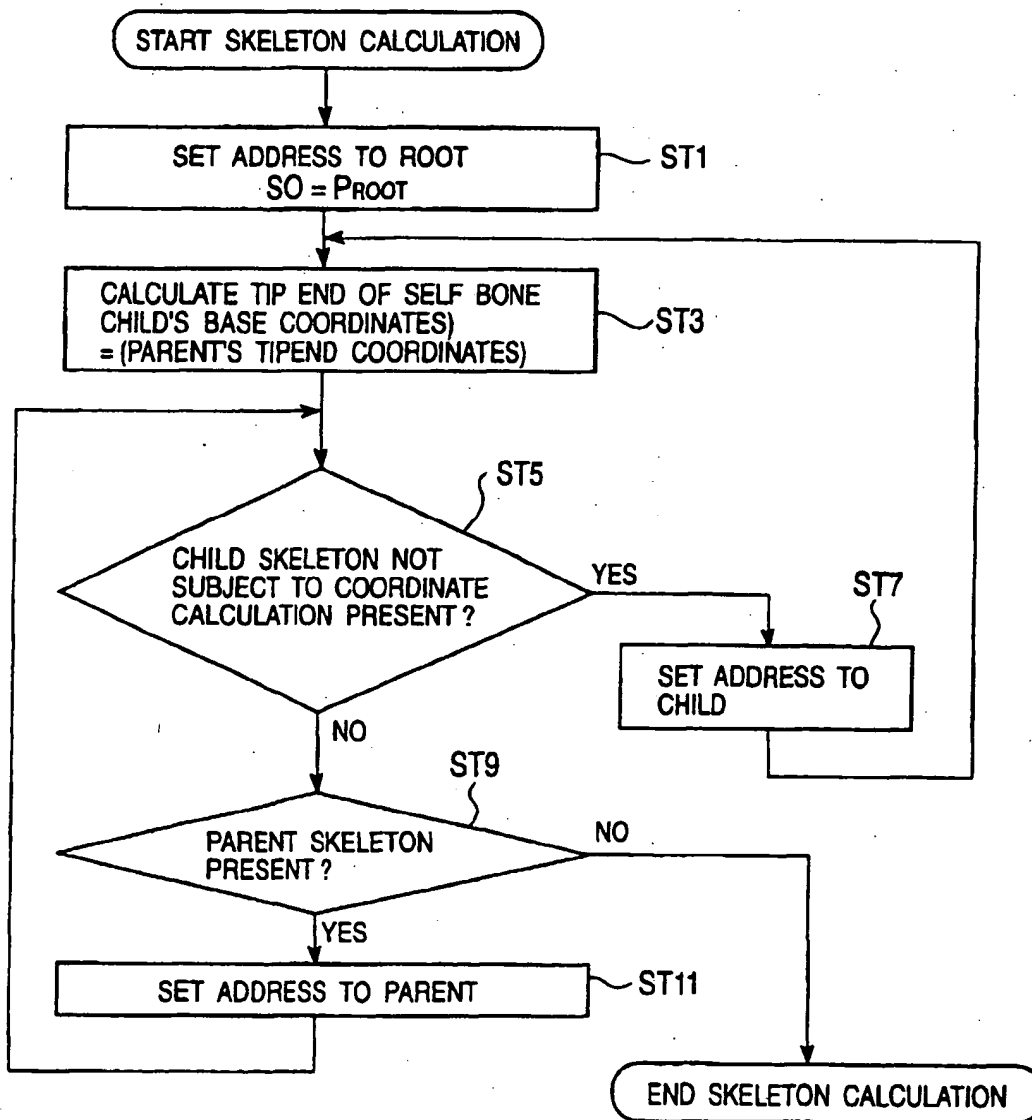 START SKELETON CALCULATION
SET ADDRESS TO ROOT
SO = PROOT
ST1
CALCULATE TIP END OF SELF BONE
CHILD'S BASE COORDINATES)
= (PARENT'S TIPEND COORDINATES)
ST3
ST5
CHILD SKELETON NOT
SUBJECT TO COORDINATE
CALCULATION PRESENT?
YES
ST7
SET ADDRESS TO
CHILD
NO
ST9
PARENT SKELETON
PRESENT?
NO
YES
SET ADDRESS TO PARENT
ST11
END SKELETON CALCULATION